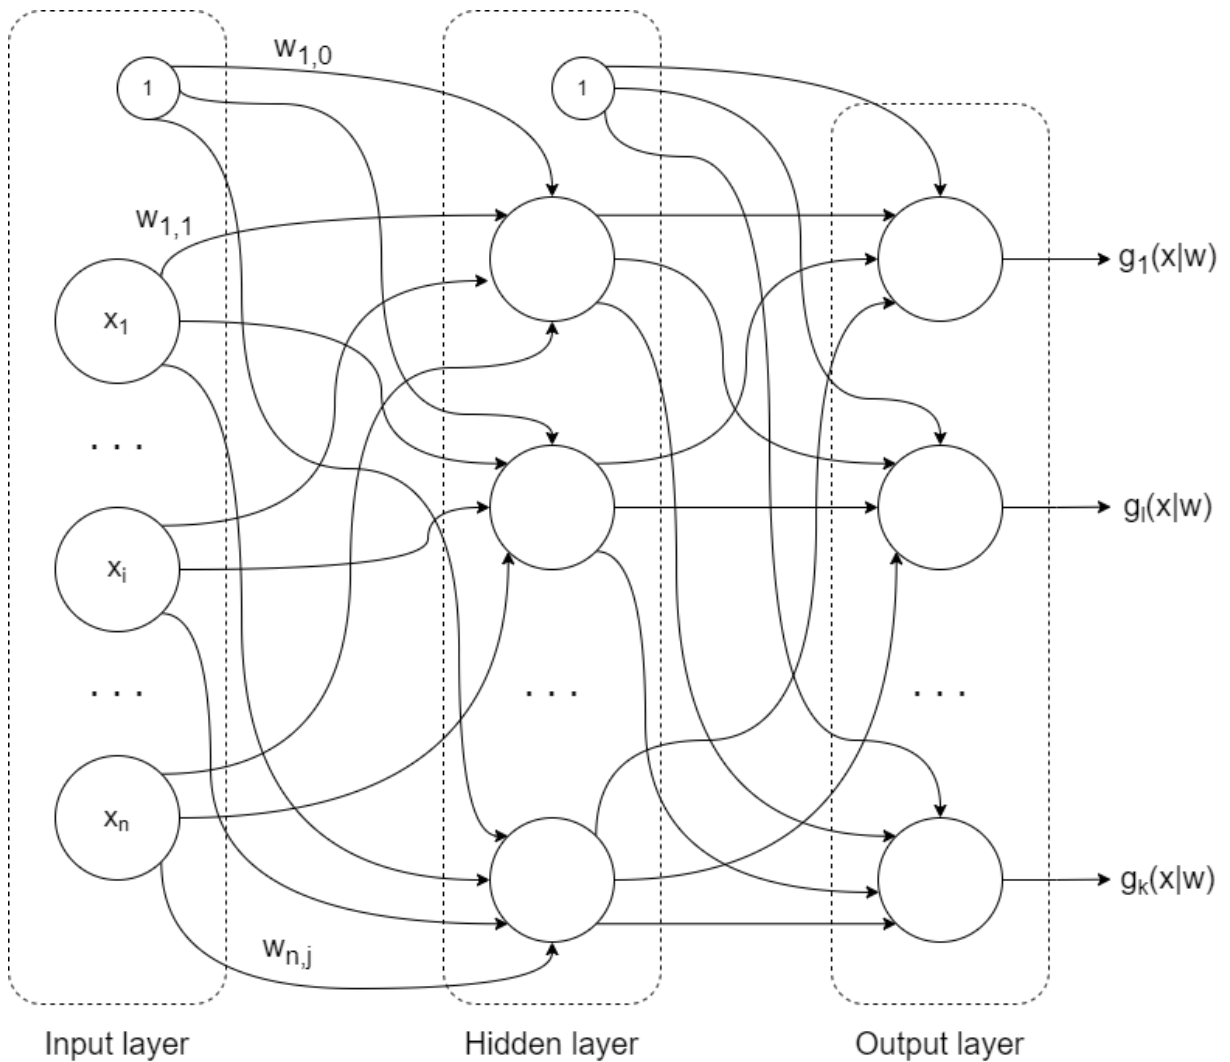 w1,0
1
1
w1,1
g1(x|w)
x1
. . .
gl(x|w)
xi
. . .
. . .
. . .
xn
gk(x|w)
wn,j
Input layer
Hidden layer
Output layer